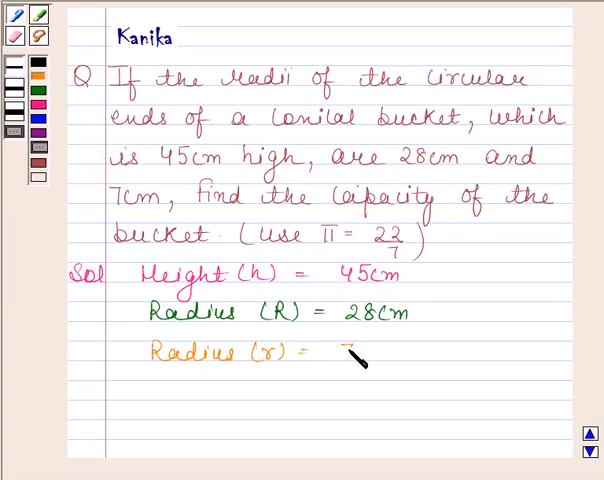 Kanika
Q If the radii of the circular
ends of a conical bucket, which
is 45cm high, are 28cm and
7cm, find the capacity of the
bucket. (use π = 22/7)
Sol Height (h) = 45cm
Radius (R) = 28cm
Radius (r) =